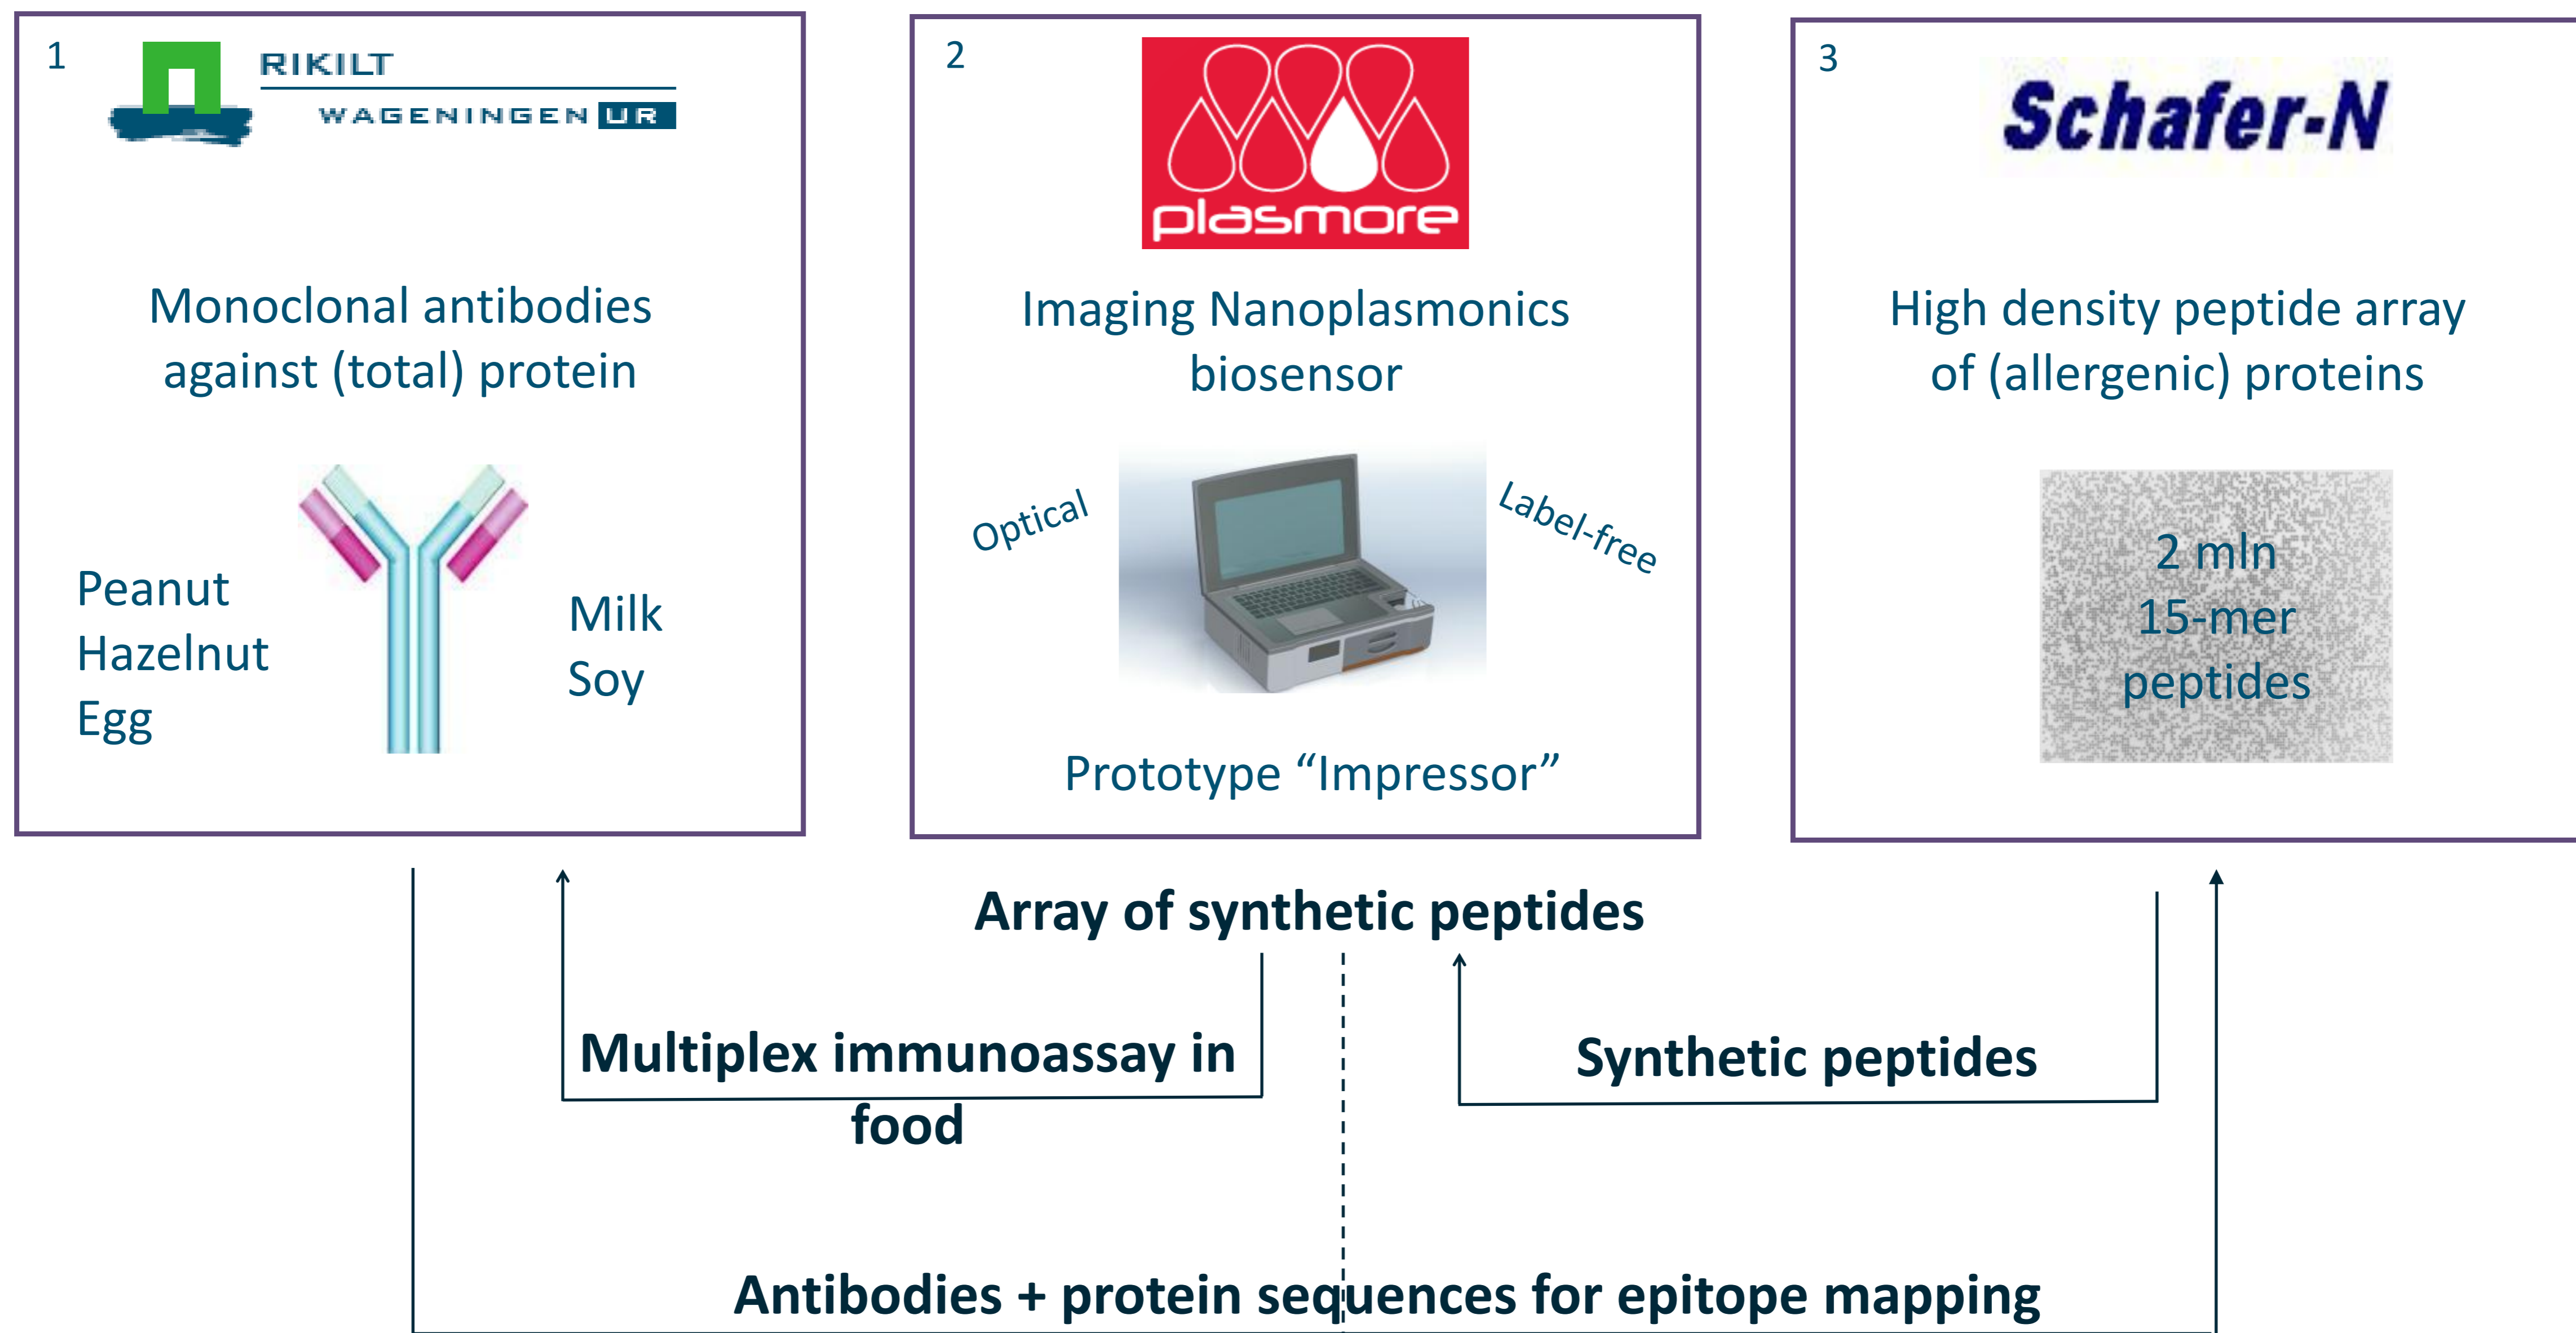 1
RIKILT
WAGENINGEN UR
Monoclonal antibodies
against (total) protein
Peanut
Hazelnut
Egg
Milk
Soy
2
plasmore
Imaging Nanoplasmonics
biosensor
Optical
Label-free
Prototype “Impressor”
3
Schafer-N
High density peptide array
of (allergenic) proteins
2 mln
15-mer
peptides
Array of synthetic peptides
Multiplex immunoassay in
food
Synthetic peptides
Antibodies + protein sequences for epitope mapping